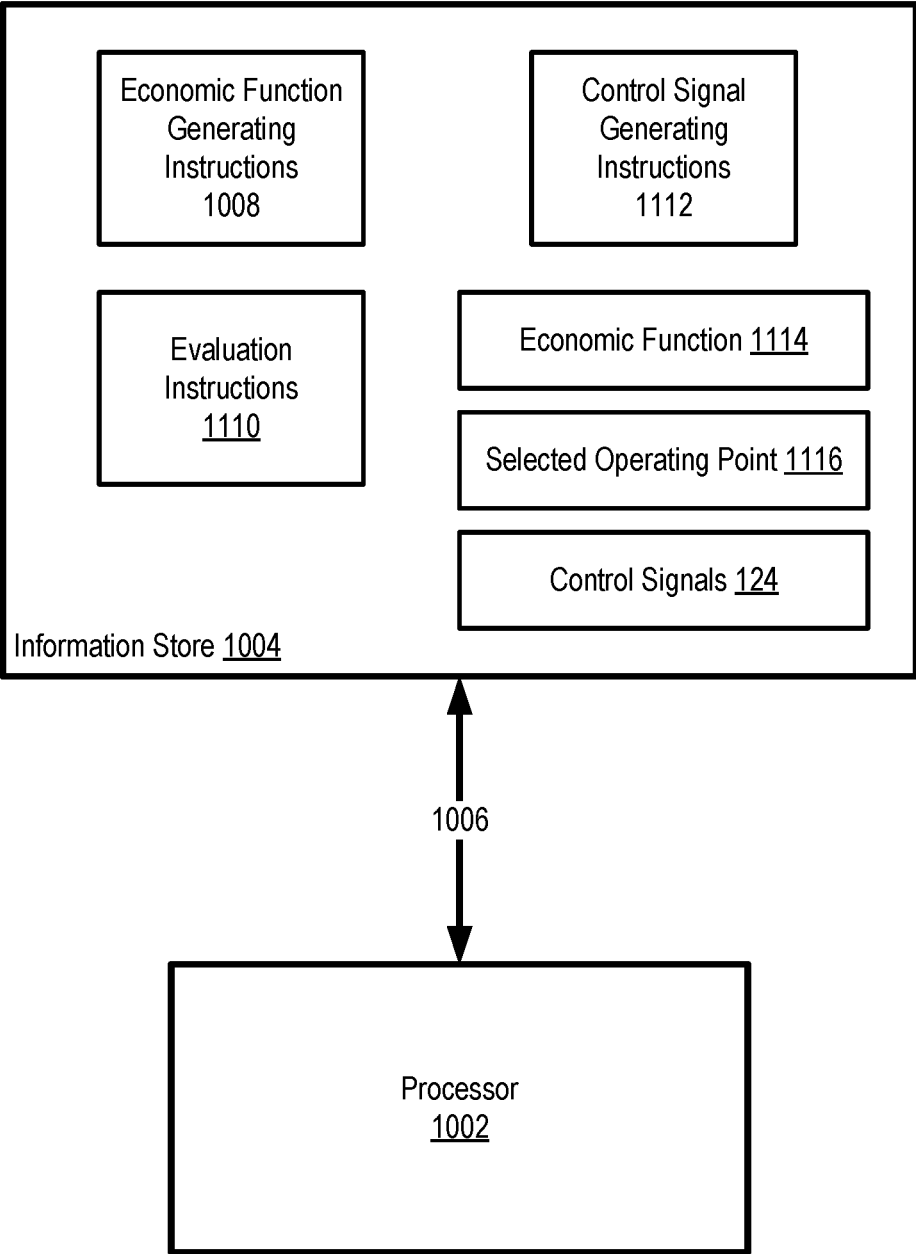 Economic Function
Generating
Instructions
1008
Control Signal
Generating
Instructions
1112
Evaluation
Instructions
1110
Economic Function 1114
Selected Operating Point 1116
Control Signals 124
Information Store 1004
1006
Processor
1002